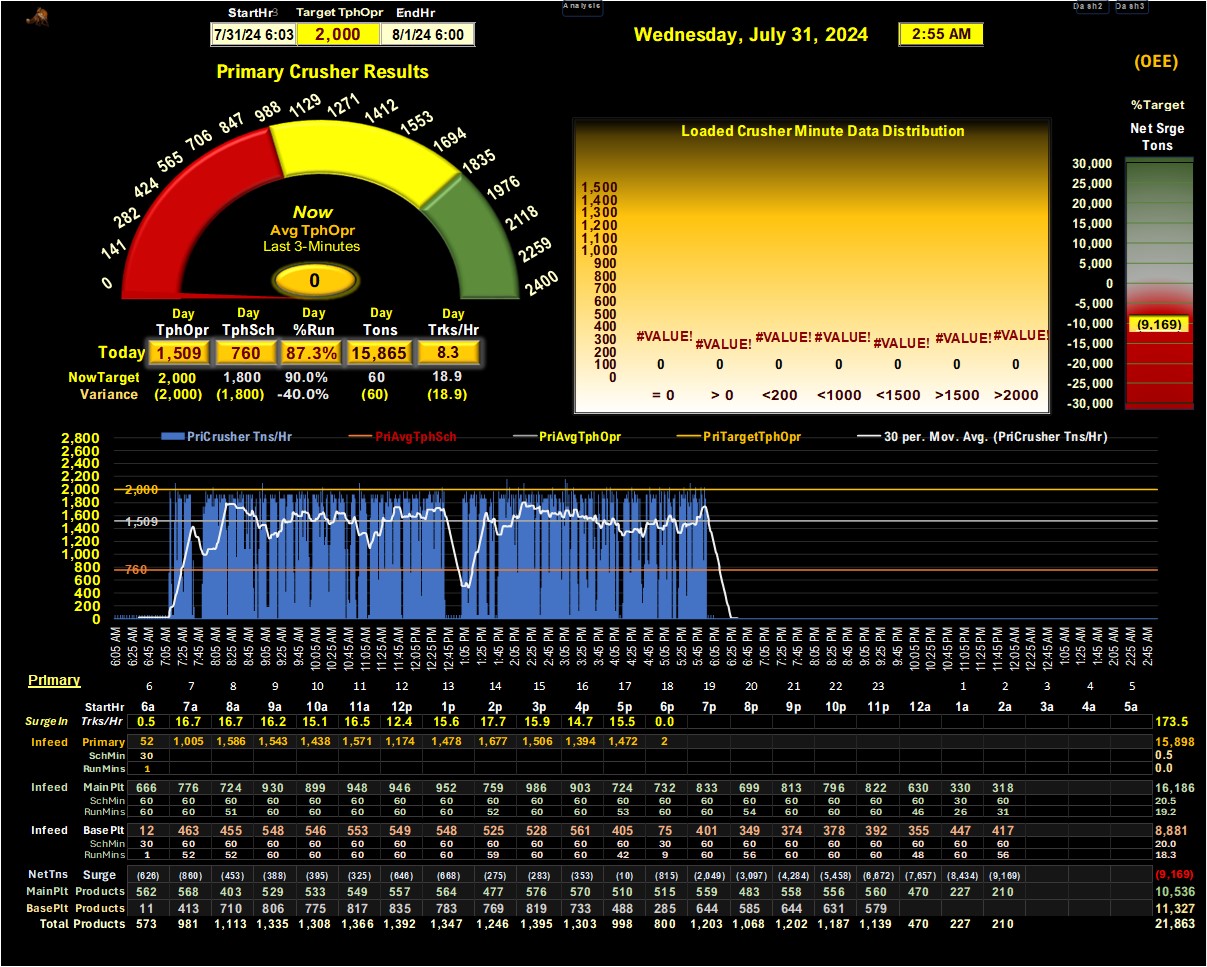 Analysis
Dash2 Dash3
StartHr3 Target TphOpr EndHr
7/31/24 6:03 2,000 8/1/24 6:00
Wednesday, July 31, 2024 2:55 AM
(OEE)
Primary Crusher Results
%Target
Net Srge
Tons
0 141 282 424 565 706 847 988 1129 1271 1412 1553 1694 1835 1976 2118 2259 2400
Now
Avg TphOpr
Last 3-Minutes
0
Loaded Crusher Minute Data Distribution
1,500
1,400
1,300
1,200
1,100
1,000
900
800
700
600
500
400
300
200
100
0
#VALUE! #VALUE! #VALUE! #VALUE! #VALUE! #VALUE! #VALUE!
0 0 0 0 0 0 0
= 0 > 0 <200 <1000 <1500 >1500 >2000
30,000
25,000
20,000
15,000
10,000
5,000
0
-5,000
-10,000
-15,000
-20,000
-25,000
-30,000
(9,169)
Day Day Day Day Day
TphOpr TphSch %Run Tons Trks/Hr
Today 1,509 760 87.3% 15,865 8.3
NowTarget 2,000 1,800 90.0% 60 18.9
Variance (2,000) (1,800) -40.0% (60) (18.9)
PriCrusher Tns/Hr PriAvgTphSch PriAvgTphOpr PriTargetTphOpr 30 per. Mov. Avg. (PriCrusher Tns/Hr)
2,800
2,600
2,400
2,200
2,000
1,800
1,600
1,400
1,200
1,000
800
600
400
200
0
2,000
1,509
760
6:05 AM 6:25 AM 6:45 AM 7:05 AM 7:25 AM 7:45 AM 8:05 AM 8:25 AM 8:45 AM 9:05 AM 9:25 AM 9:45 AM 10:05 AM 10:25 AM 10:45 AM 11:05 AM 11:25 AM 11:45 AM 12:05 PM 12:25 PM 12:45 PM 1:05 PM 1:25 PM 1:45 PM 2:05 PM 2:25 PM 2:45 PM 3:05 PM 3:25 PM 3:45 PM 4:05 PM 4:25 PM 4:45 PM 5:05 PM 5:25 PM 5:45 PM 6:05 PM 6:25 PM 6:45 PM 7:05 PM 7:25 PM 7:45 PM 8:05 PM 8:25 PM 8:45 PM 9:05 PM 9:25 PM 9:45 PM 10:05 PM 10:25 PM 10:45 PM 11:05 PM 11:25 PM 11:45 PM 12:05 AM 12:25 AM 12:45 AM 1:05 AM 1:25 AM 1:45 AM 2:05 AM 2:25 AM 2:45 AM
Primary
6 7 8 9 10 11 12 13 14 15 16 17 18 19 20 21 22 23 1 2 3 4 5
StartHr 6a 7a 8a 9a 10a 11a 12p 1p 2p 3p 4p 5p 6p 7p 8p 9p 10p 11p 12a 1a 2a 3a 4a 5a
SurgeIn Trks/Hr 0.5 16.7 16.7 16.2 15.1 16.5 12.4 15.6 17.7 15.9 14.7 15.5 0.0 173.5
Infeed Primary 52 1,005 1,586 1,543 1,438 1,571 1,174 1,478 1,677 1,506 1,394 1,472 2 15,898
SchMin 30 0.5
RunMins 1 0.0
Infeed MainPlt 666 776 724 930 899 948 946 952 759 986 903 724 732 833 699 813 796 822 630 330 318 16,186
SchMin 60 60 60 60 60 60 60 60 60 60 60 60 60 60 60 60 60 60 60 30 60 20.5
RunMins 60 60 51 60 60 60 60 60 52 60 60 53 60 60 54 60 60 60 46 26 31 19.2
Infeed BasePlt 12 463 455 548 546 553 549 548 525 528 561 405 75 401 349 374 378 392 355 447 417 8,881
SchMin 30 60 60 60 60 60 60 60 60 60 60 60 30 60 60 60 60 60 60 60 60 20.0
RunMins 1 52 52 60 60 60 60 60 59 60 60 42 9 60 56 60 60 60 48 60 56 18.3
NetTns Surge (626) (860) (453) (388) (395) (325) (646) (668) (275) (283) (353) (10) (815) (2,049) (3,097) (4,284) (5,458) (6,672) (7,657) (8,434) (9,169) (9,169)
MainPlt Products 562 568 403 529 533 549 557 564 477 576 570 510 515 559 483 558 556 560 470 227 210 10,536
BasePlt Products 11 413 710 806 775 817 835 783 769 819 733 488 285 644 585 644 631 579 11,327
Total Products 573 981 1,113 1,335 1,308 1,366 1,392 1,347 1,246 1,395 1,303 998 800 1,203 1,068 1,202 1,187 1,139 470 227 210 21,863